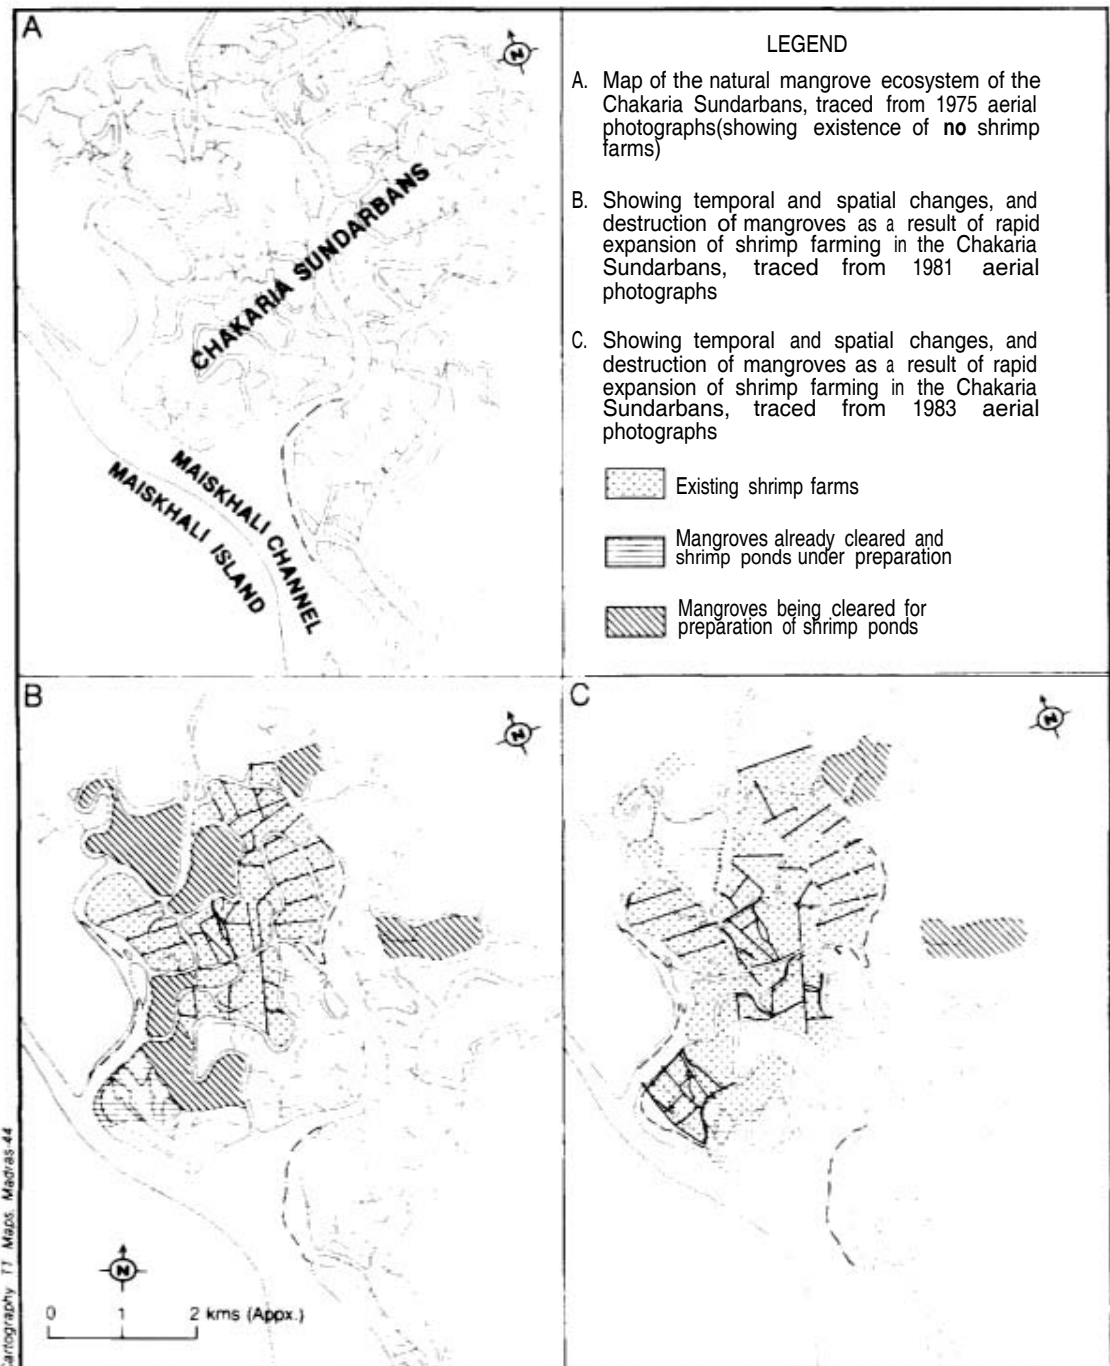 A
N
CHAKARIA SUNDARBANS
MAISKHALI CHANNEL
MAISKHALI ISLAND
LEGEND
A. Map of the natural mangrove ecosystem of the
Chakaria Sundarbans, traced from 1975 aerial
photographs(showing existence of no shrimp
farms)
B. Showing temporal and spatial changes, and
destruction of mangroves as a result of rapid
expansion of shrimp farming in the Chakaria
Sundarbans, traced from 1981 aerial
photographs
C. Showing temporal and spatial changes, and
destruction of mangroves as a result of rapid
expansion of shrimp farming in the Chakaria
Sundarbans, traced from 1983 aerial
photographs
Existing shrimp farms
Mangroves already cleared and
shrimp ponds under preparation
Mangroves being cleared for
preparation of shrimp ponds
B
N
N
0 1 2 kms (Appx.)
C
N
Cartography TT Maps. Madras-44